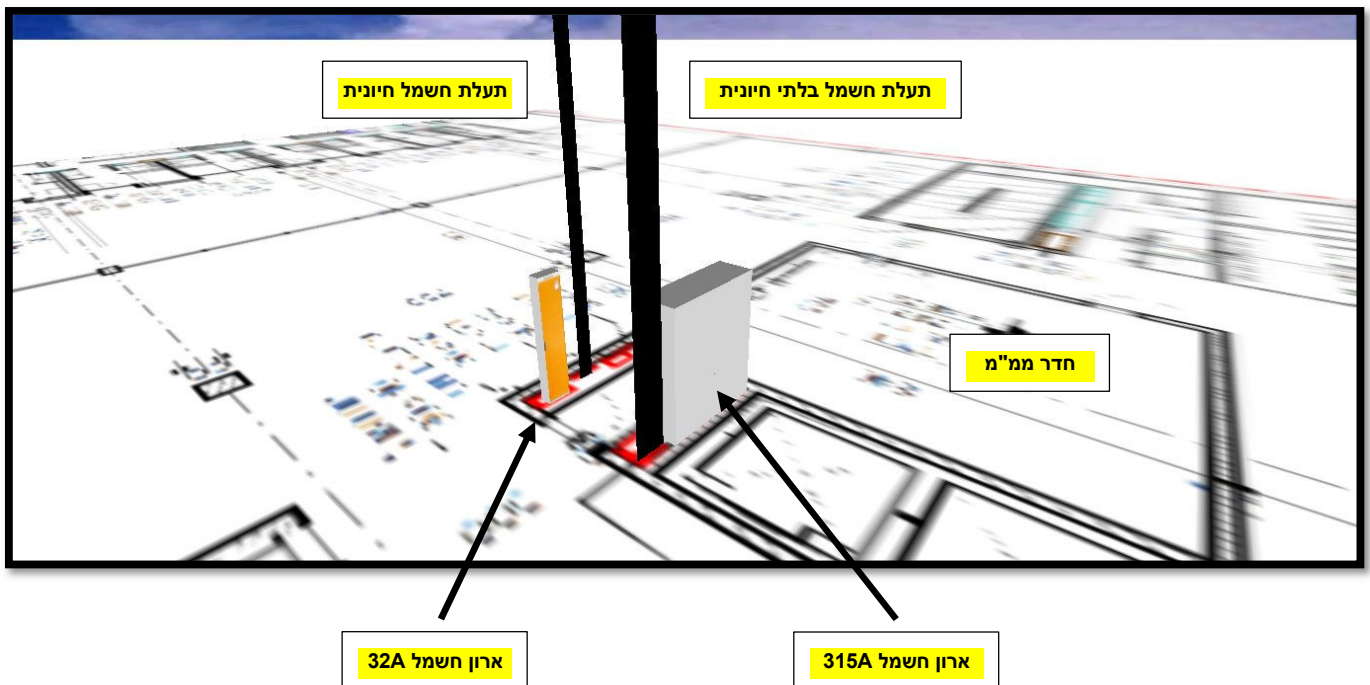 תעלת חשמל בלתי חיונית
תעלת חשמל חיונית
חדר ממ"מ
ארון חשמל 315A
ארון חשמל 32A